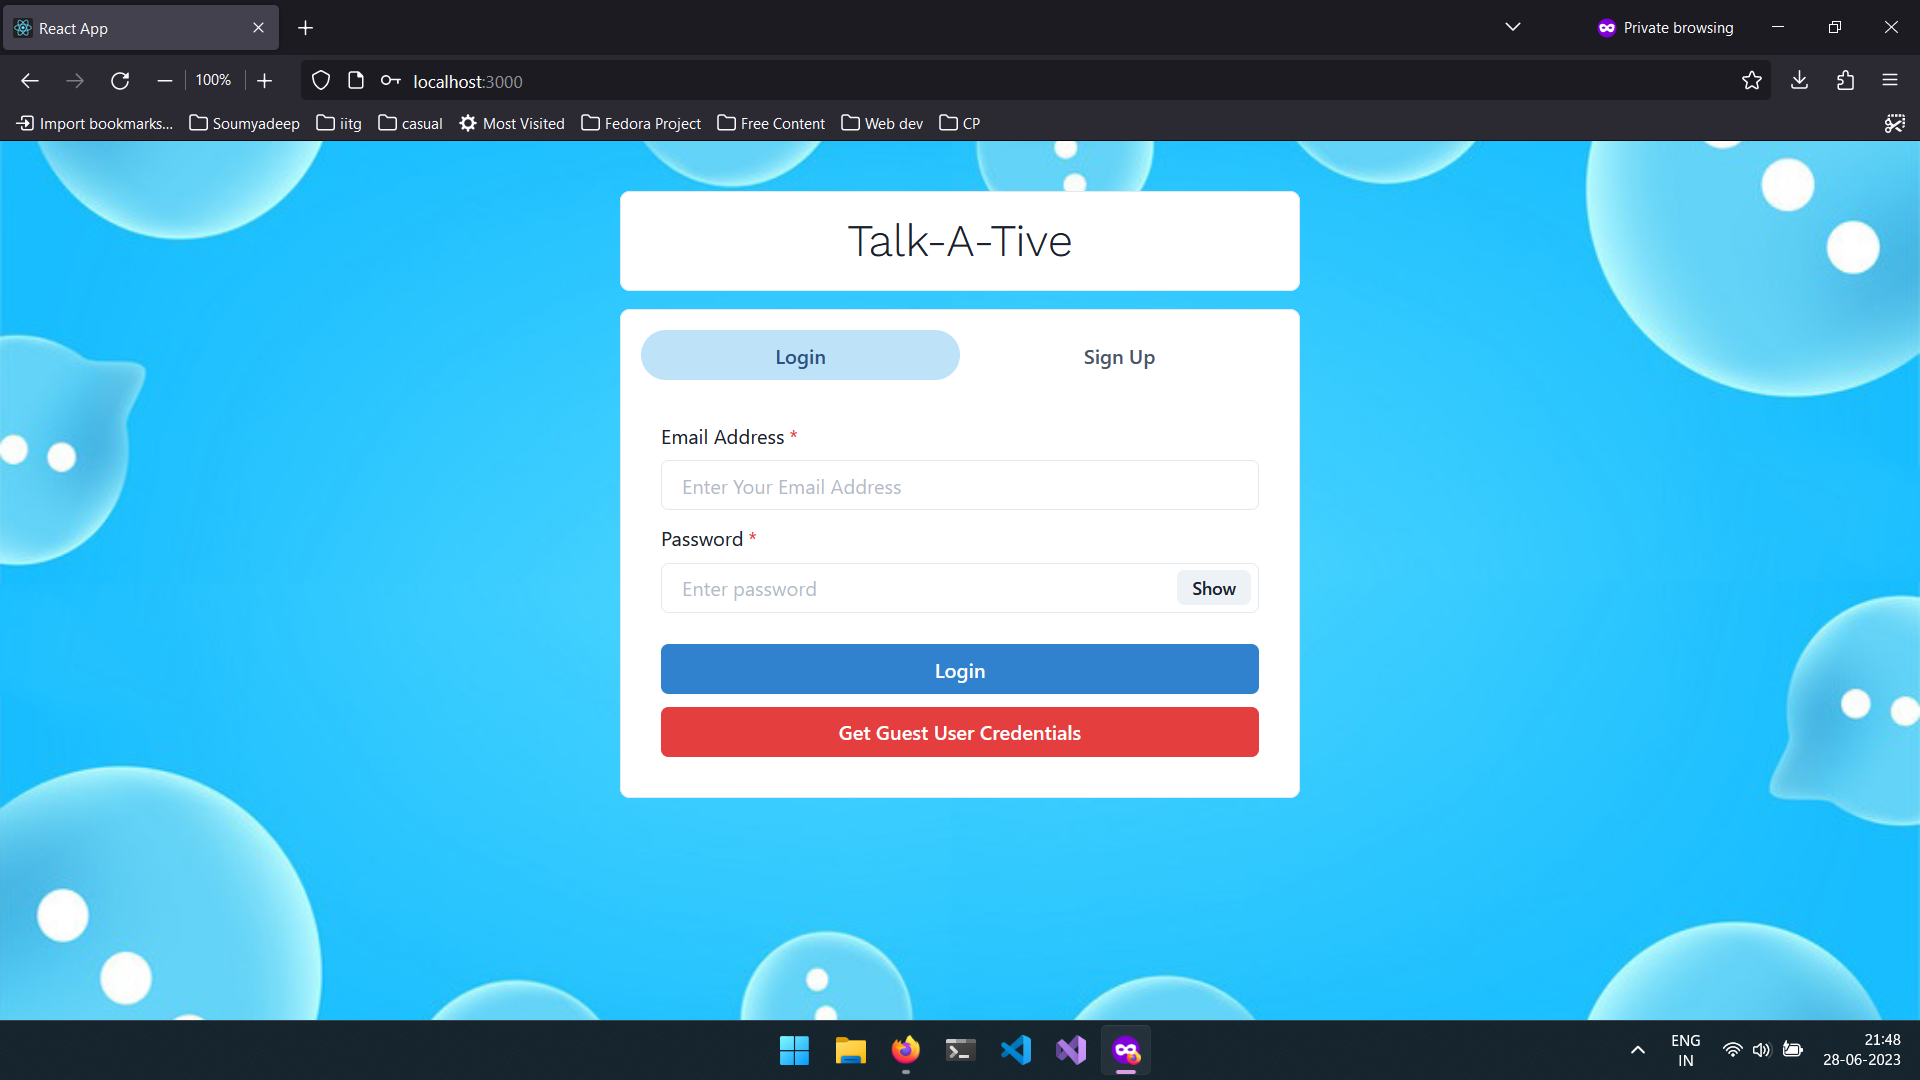 React App
Private browsing
100%
localhost:3000
Import bookmarks... Soumyadeep iitg casual Most Visited Fedora Project Free Content Web dev CP
Talk-A-Tive
Login Sign Up
Email Address *
Enter Your Email Address
Password *
Enter password Show
Login
Get Guest User Credentials
ENG 21:48
IN 28-06-2023